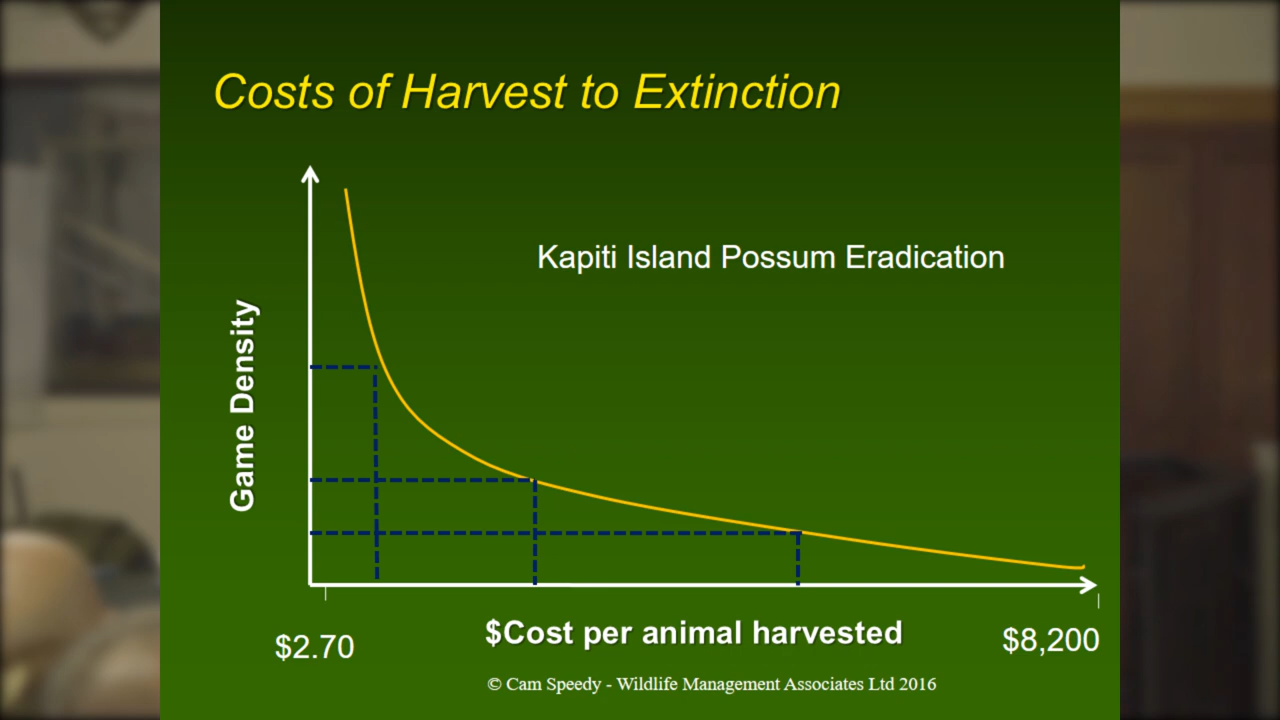 Costs of Harvest to Extinction
Kapiti Island Possum Eradication
Game Density
$2.70
$Cost per animal harvested
$8,200
© Cam Speedy - Wildlife Management Associates Ltd 2016